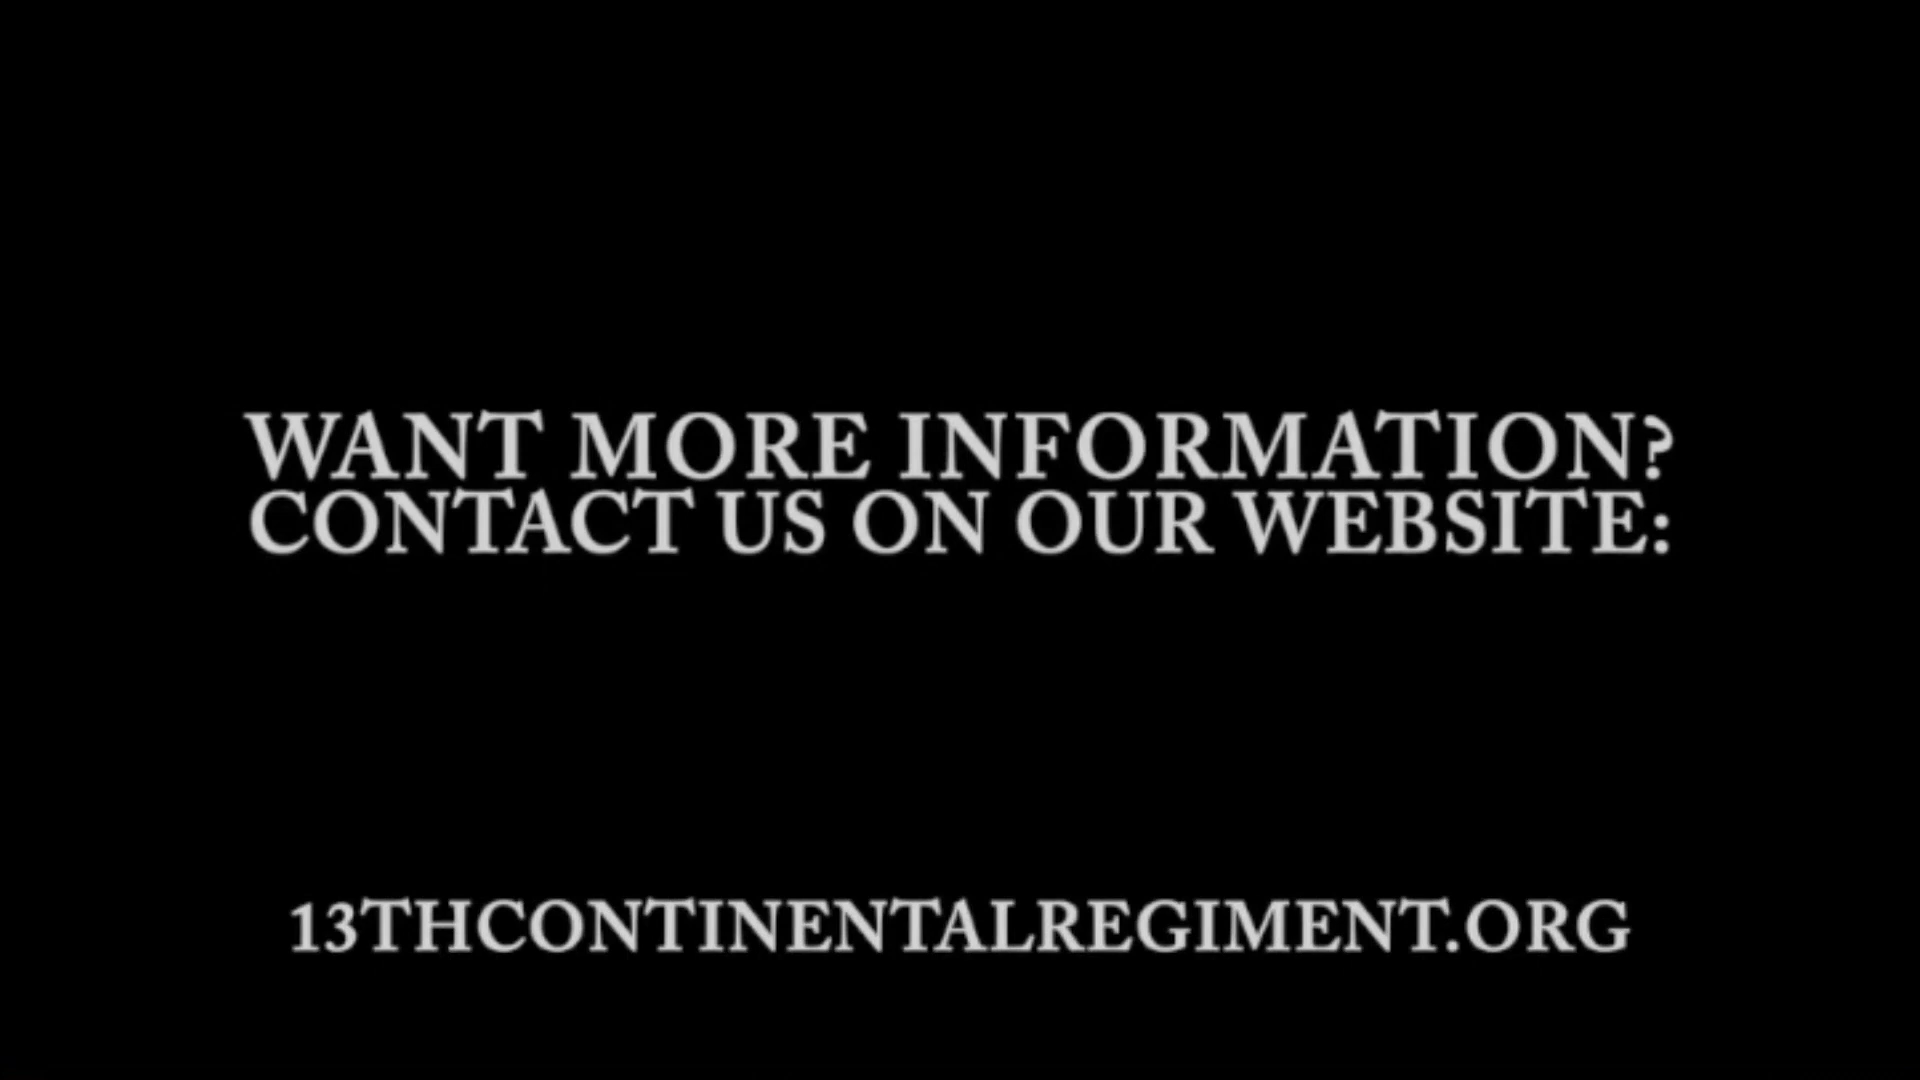 WANT MORE INFORMATION?
CONTACT US ON OUR WEBSITE:
13THCONTINENTALREGIMENT.ORG